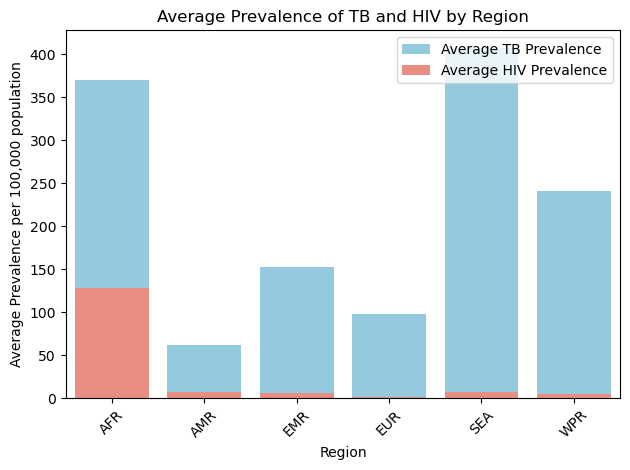 Average Prevalence of TB and HIV by Region
Average TB Prevalence
Average HIV Prevalence
Average Prevalence per 100,000 population
400
350
300
250
200
150
100
50
0
AFR
AMR
EMR
EUR
SEA
WPR
Region